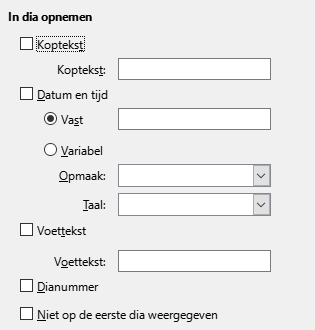 In dia opnemen
Koptekst
Koptekst:
Datum en tijd
Vast
Variabel
Opmaak:
Taal:
Voettekst
Voettekst:
Dianummer
Niet op de eerste dia weergegeven